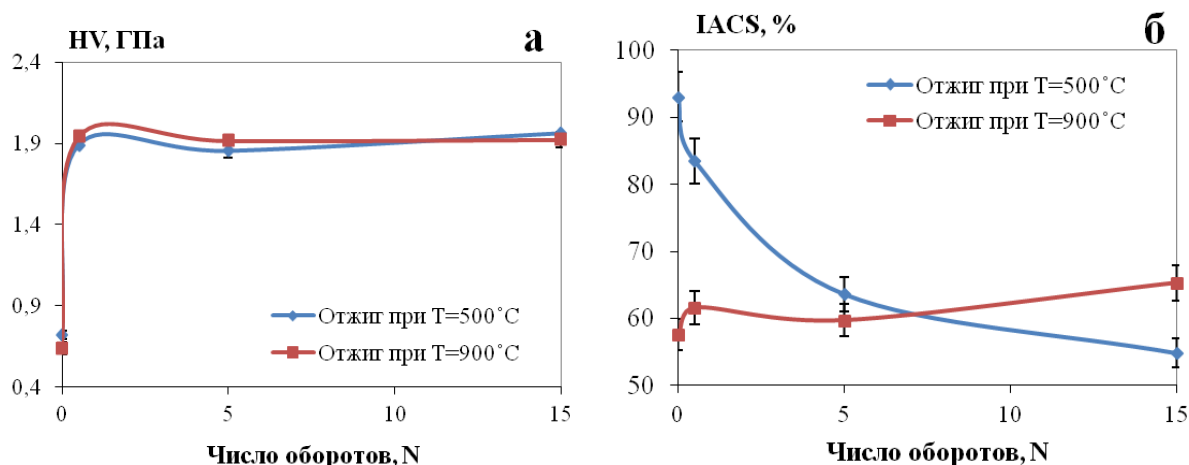 HV, ГПа
а
2,4
1,9
1,4
0,9
0,4
Отжиг при T=500˚C
Отжиг при T=900˚C
0
5
10
15
Число оборотов, N
IACS, %
б
100
90
80
70
60
50
Отжиг при T=500˚C
Отжиг при T=900˚C
0
5
10
15
Число оборотов, N